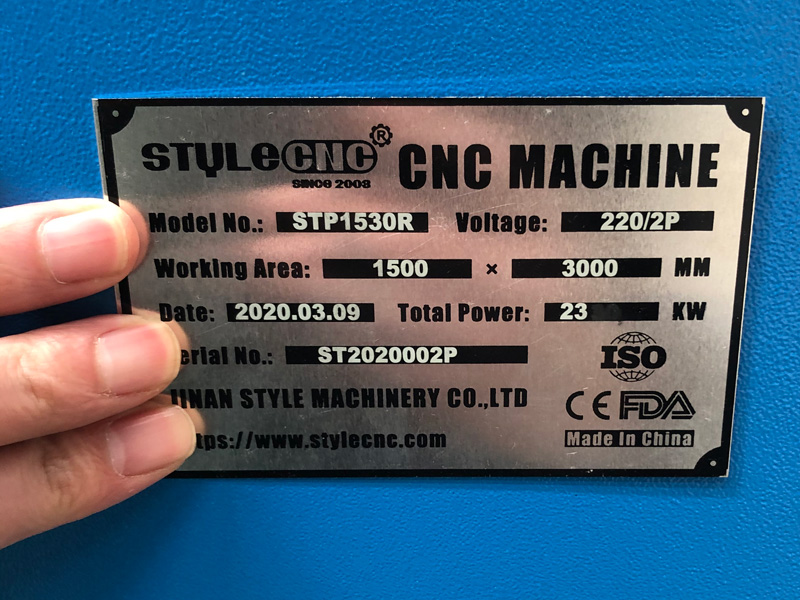 STYLECNC®
SINCE 2003
CNC MACHINE
Model No.: STP1530R Voltage: 220/2P
Working Area: 1500 × 3000 MM
Date: 2020.03.09 Total Power: 23 KW
erial No.: ST2020002P
ISO
JINAN STYLE MACHINERY CO.,LTD
CE FDA
ttps://www.stylecnc.com
Made In China